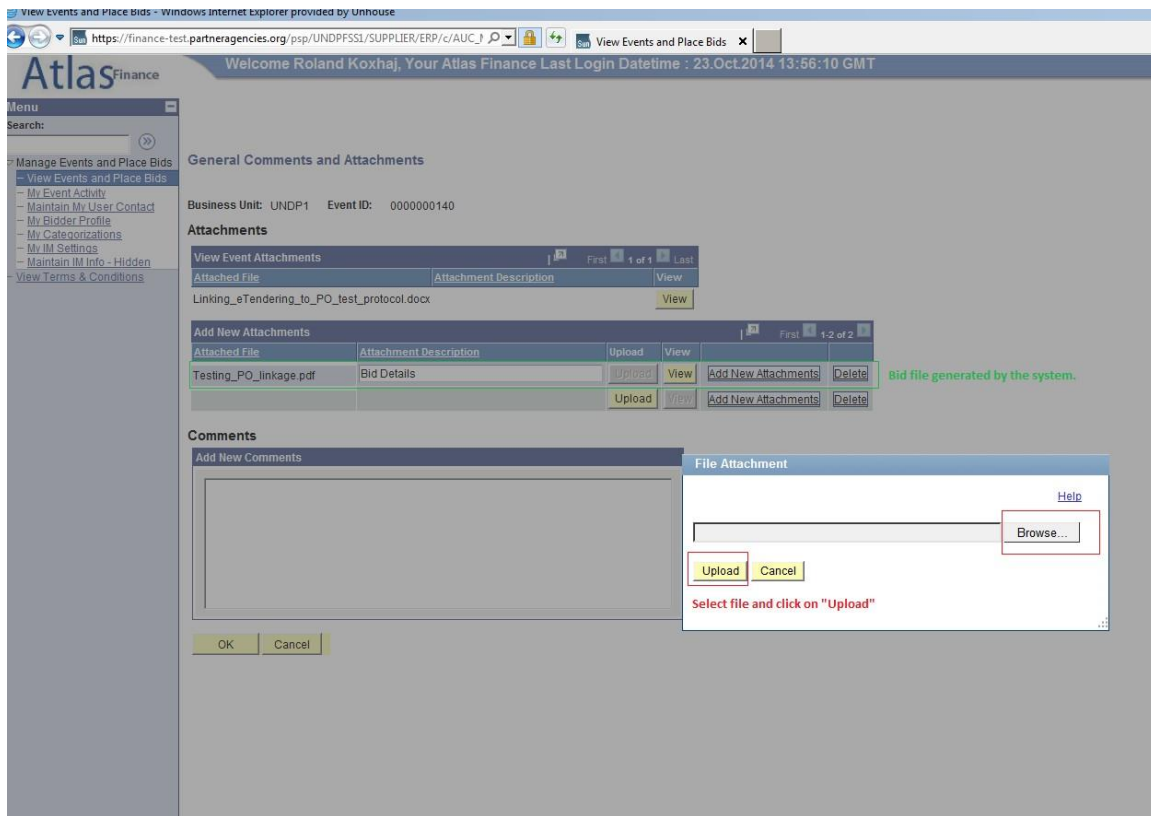 View Events and Place Bids - Windows Internet Explorer provided by Unhouse
https://finance-test.partneragencies.org/psp/UNDPFSS1/SUPPLIER/ERP/c/AUC_
View Events and Place Bids
Atlas Finance
Welcome Roland Koxhaj, Your Atlas Finance Last Login Datetime : 23.Oct.2014 13:56:10 GMT
Menu
Search:
Manage Events and Place Bids
– View Events and Place Bids
– My Event Activity
– Maintain My User Contact
– My Bidder Profile
– My Categorizations
– My IM Settings
– Maintain IM Info - Hidden
– View Terms & Conditions
General Comments and Attachments
Business Unit: UNDP1 Event ID: 0000000140
Attachments
View Event Attachments First 1 of 1 Last
Attached File Attachment Description View
Linking_eTendering_to_PO_test_protocol.docx View
Add New Attachments First 1-2 of 2
Attached File Attachment Description Upload View
Testing_PO_linkage.pdf Bid Details Upload View Add New Attachments Delete Bid file generated by the system.
Upload View Add New Attachments Delete
Comments
Add New Comments
File Attachment
Help
Browse...
Upload Cancel
Select file and click on "Upload"
OK Cancel